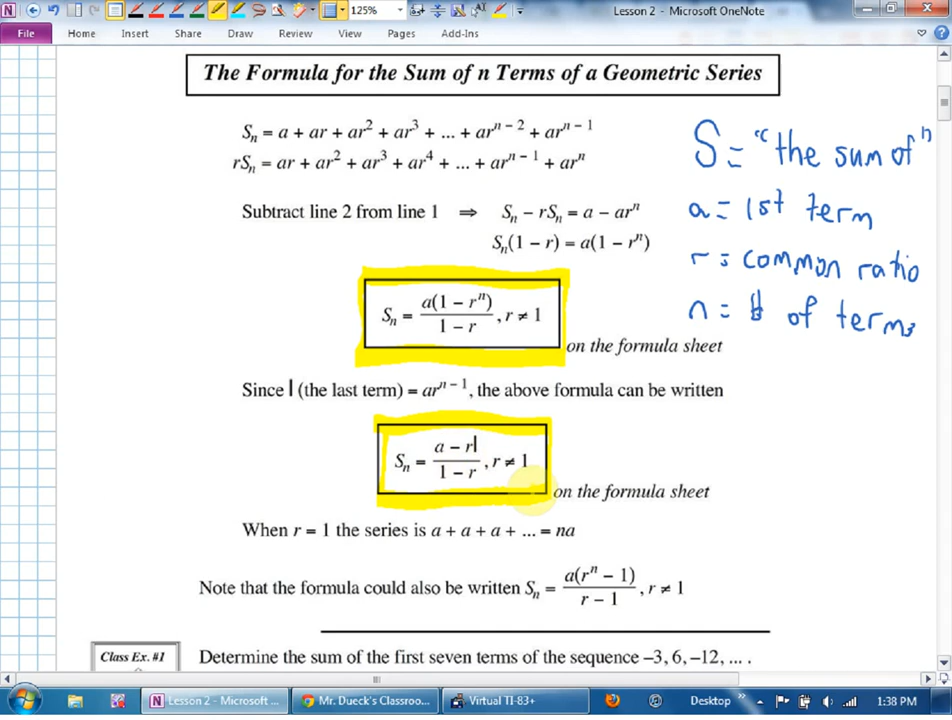 Lesson 2 - Microsoft OneNote
125%
File Home Insert Share Draw Review View Pages Add-Ins
The Formula for the Sum of n Terms of a Geometric Series
Sₙ = a + ar + ar² + ar³ + ... + arⁿ⁻² + arⁿ⁻¹
rSₙ = ar + ar² + ar³ + ar⁴ + ... + arⁿ⁻¹ + arⁿ
Subtract line 2 from line 1 ⇒ Sₙ − rSₙ = a − arⁿ
Sₙ(1 − r) = a(1 − rⁿ)
Sₙ = a(1 − rⁿ) / 1 − r , r ≠ 1
on the formula sheet
Since l (the last term) = arⁿ⁻¹, the above formula can be written
Sₙ = a − rl / 1 − r , r ≠ 1
on the formula sheet
When r = 1 the series is a + a + a + ... = na
Note that the formula could also be written Sₙ = a(rⁿ − 1) / r − 1 , r ≠ 1
S = "the sum of"
a = 1st term
r = common ratio
n = # of terms
Class Ex. #1
Determine the sum of the first seven terms of the sequence −3, 6, −12, ... .
Lesson 2 - Microsoft ...
Mr. Dueck's Classroo...
Virtual TI-83+
Desktop
1:38 PM